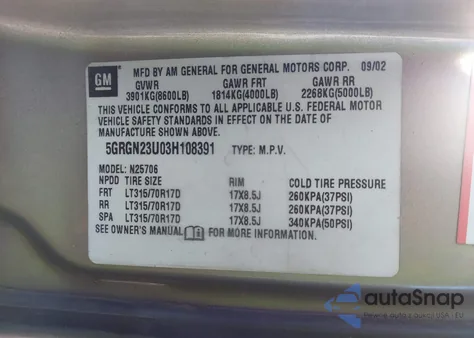 GM
MFD BY AM GENERAL FOR GENERAL MOTORS CORP. 09/02
GVWR GAWR FRT GAWR RR
3901KG(8600LB) 1814KG(4000LB) 2268KG(5000LB)
THIS VEHICLE CONFORMS TO ALL APPLICABLE U.S. FEDERAL MOTOR
VEHICLE SAFETY STANDARDS IN EFFECT ON THE DATE OF
MANUFACTURE SHOWN ABOVE.
5GRGN23U03H108391 TYPE: M.P.V.
MODEL: N25706
NPDD TIRE SIZE RIM COLD TIRE PRESSURE
FRT LT315/70R17D 17X8.5J 260KPA(37PSI)
RR LT315/70R17D 17X8.5J 260KPA(37PSI)
SPA LT315/70R17D 17X8.5J 340KPA(50PSI)
SEE OWNER'S MANUAL FOR MORE INFORMATION.
autoSnap